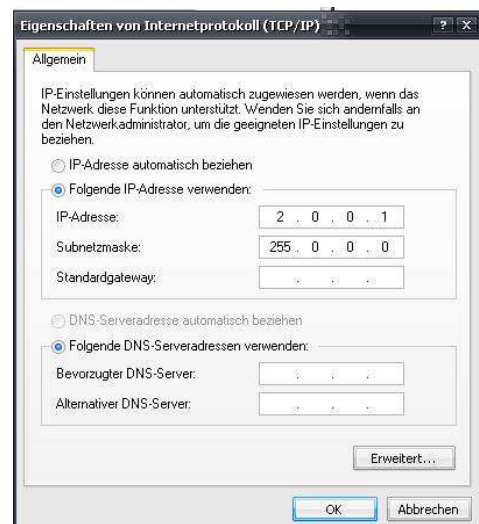 Eigenschaften von Internetprotokoll (TCP/IP)
Allgemein
IP-Einstellungen können automatisch zugewiesen werden, wenn das
Netzwerk diese Funktion unterstützt. Wenden Sie sich andernfalls an
den Netzwerkadministrator, um die geeigneten IP-Einstellungen zu
beziehen.
IP-Adresse automatisch beziehen
Folgende IP-Adresse verwenden:
IP-Adresse: 2 . 0 . 0 . 1
Subnetzmaske: 255 . 0 . 0 . 0
Standardgateway: . . .
DNS-Serveradresse automatisch beziehen
Folgende DNS-Serveradressen verwenden:
Bevorzugter DNS-Server: . . .
Alternativer DNS-Server: . . .
Erweitert...
OK Abbrechen